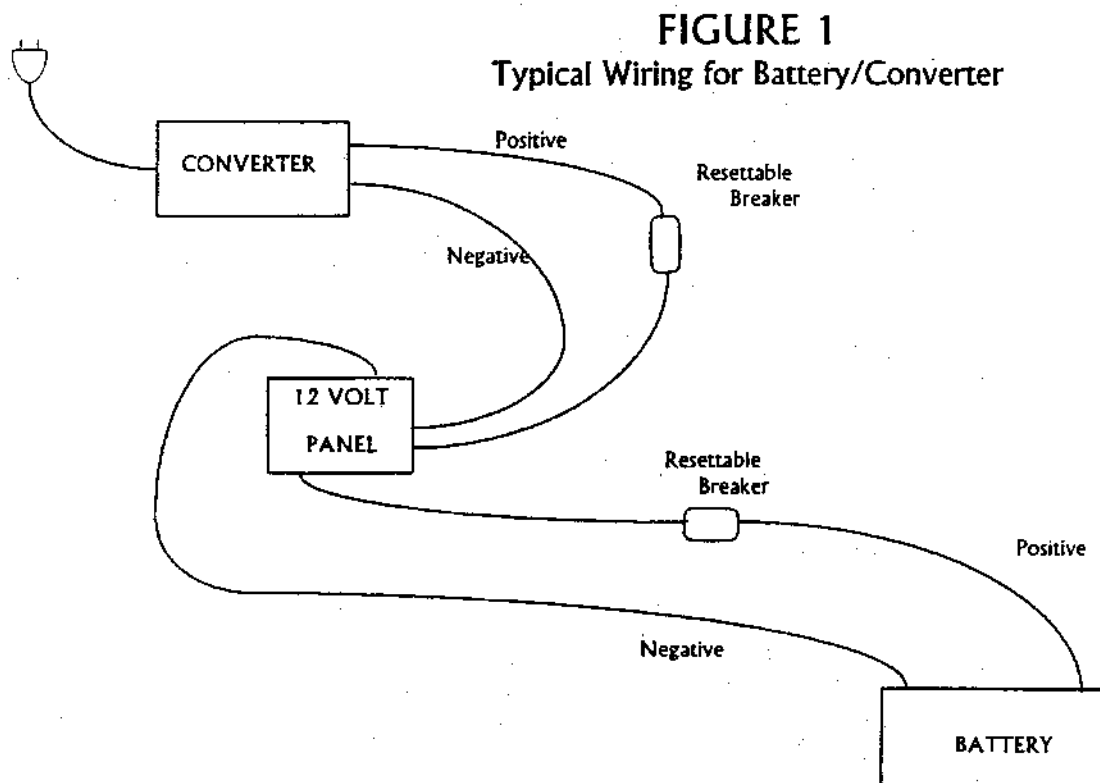 FIGURE 1
Typical Wiring for Battery/Converter
Positive
CONVERTER
Resettable
Breaker
Negative
12 VOLT
PANEL
Resettable
Breaker
Positive
Negative
BATTERY